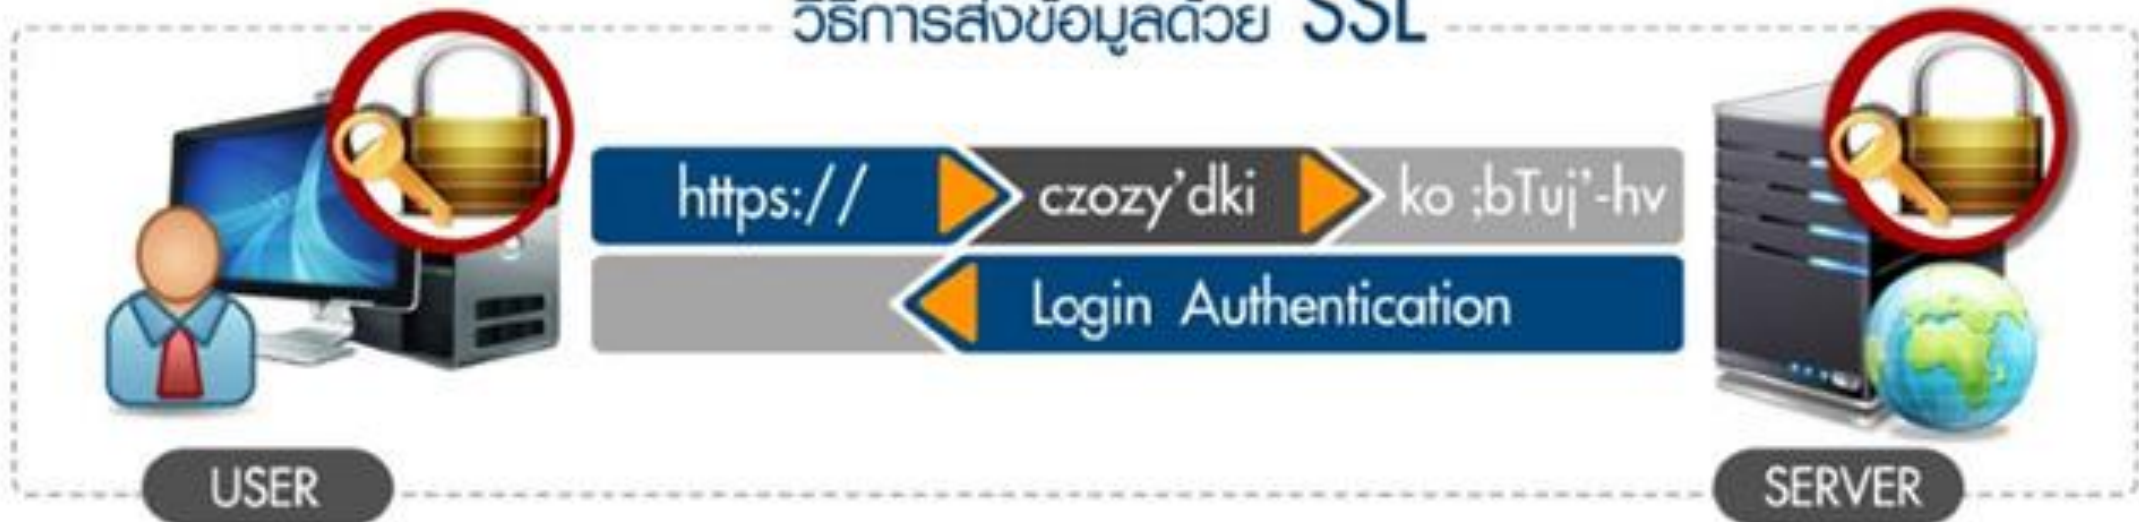 วิธีการส่งข้อมูลด้วย SSL
https:// czozy'dki ko ;bTuj'-hv
Login Authentication
USER SERVER